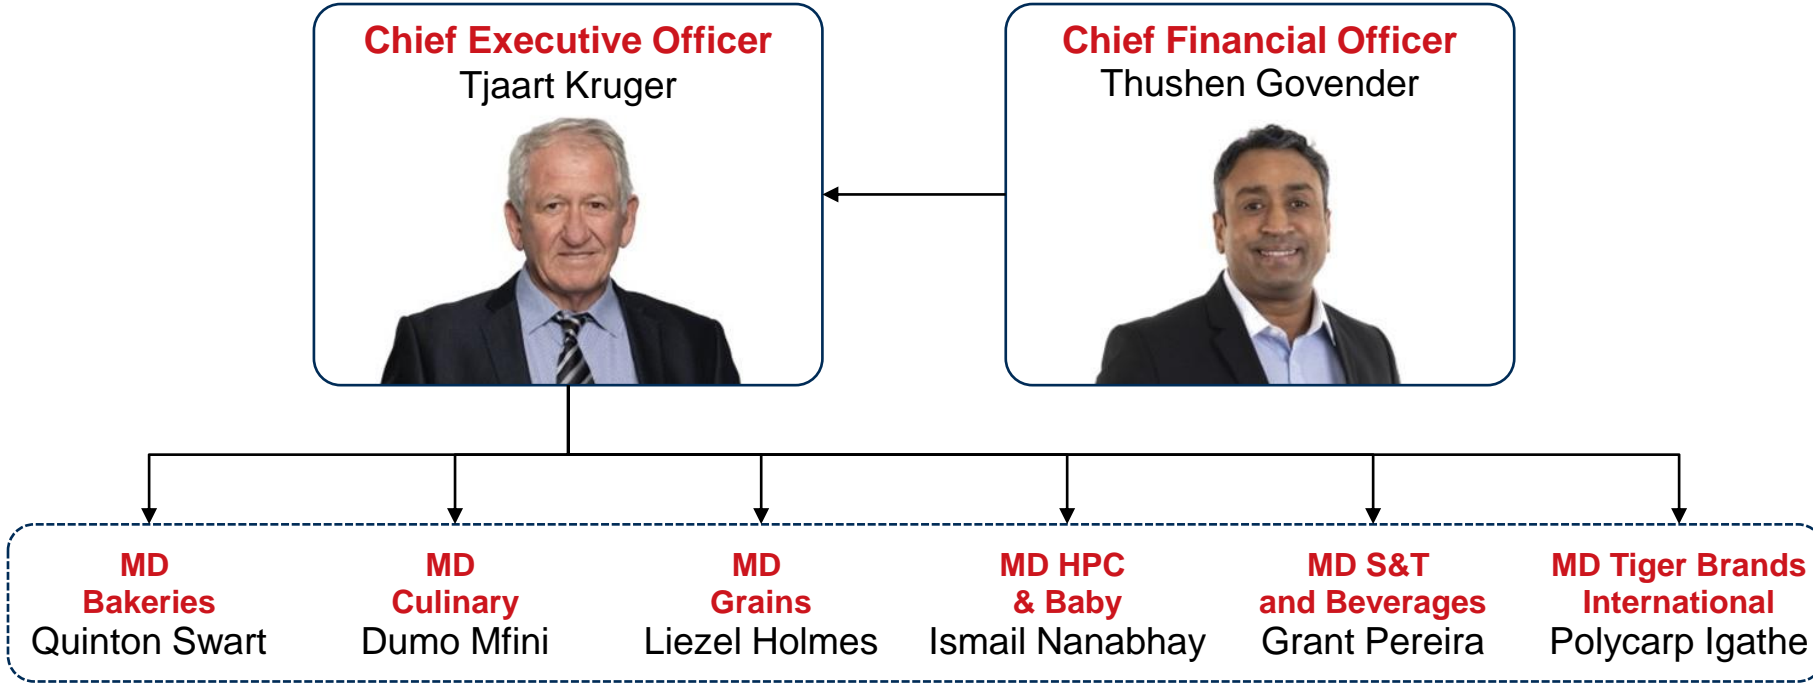 Chief Executive Officer
Tjaart Kruger
Chief Financial Officer
Thushen Govender
MD
Bakeries
Quinton Swart
MD
Culinary
Dumo Mfini
MD
Grains
Liezel Holmes
MD HPC
& Baby
Ismail Nanabhay
MD S&T
and Beverages
Grant Pereira
MD Tiger Brands
International
Polycarp Igathe